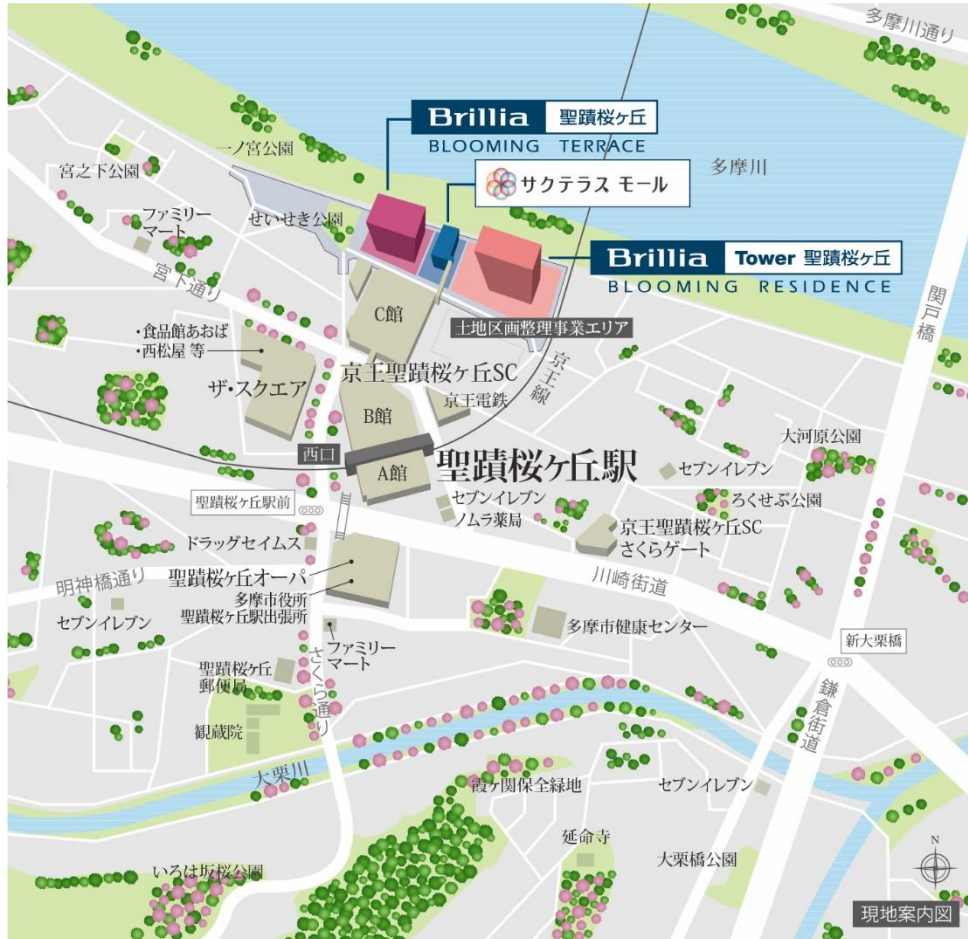 多摩川通り
Brillia 聖蹟桜ヶ丘
BLOOMING TERRACE
一ノ宮公園
多摩川
宮之下公園
サクテラス モール
ファミリー
マート
せいせき公園
Brillia Tower 聖蹟桜ヶ丘
BLOOMING RESIDENCE
宮下通り
関戸橋
C館
土地区画整理事業エリア
・食品館あおば
・西松屋 等
京王線
ザ・スクエア
京王聖蹟桜ヶ丘SC
京王電鉄
B館
大河原公園
西口
聖蹟桜ヶ丘駅
セブンイレブン
A館
聖蹟桜ヶ丘駅前
セブンイレブン
ノムラ薬局
ろくせぶ公園
京王聖蹟桜ヶ丘SC
さくらゲート
ドラッグセイムス
明神橋通り
聖蹟桜ヶ丘オーパ
川崎街道
多摩市役所
聖蹟桜ヶ丘駅出張所
セブンイレブン
多摩市健康センター
新大栗橋
ファミリー
マート
さくら通り
聖蹟桜ヶ丘
郵便局
鎌倉街道
観蔵院
大栗川
霞ヶ関保全緑地
セブンイレブン
延命寺
大栗橋公園
いろは坂桜公園
N
現地案内図